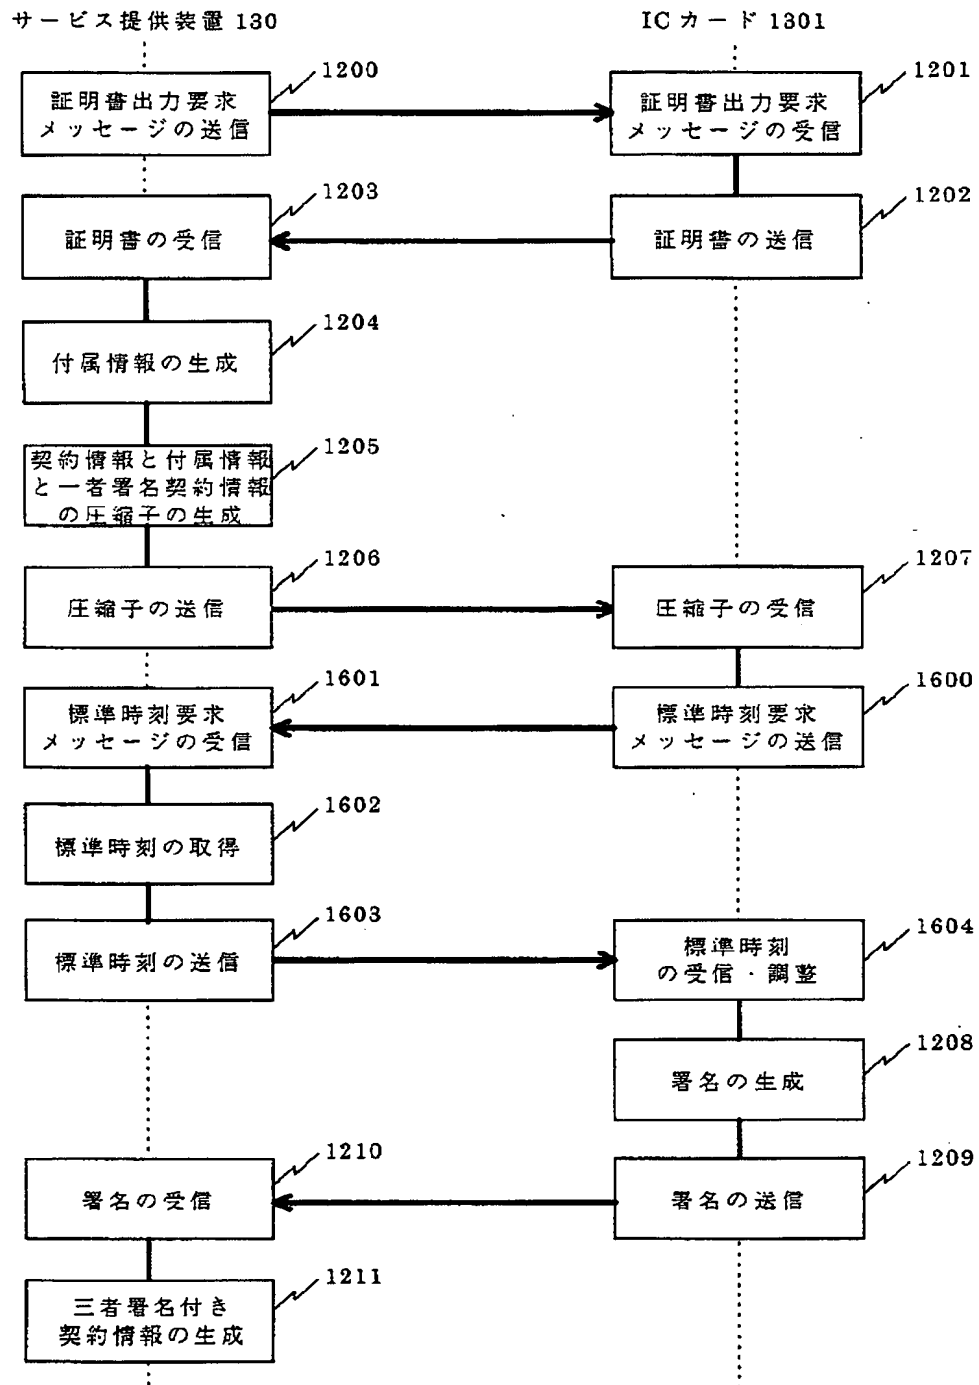 サービス提供装置 130
ICカード 1301
1200
証明書出力要求
メッセージの送信
1201
証明書出力要求
メッセージの受信
1203
証明書の受信
1202
証明書の送信
1204
付属情報の生成
1205
契約情報と付属情報
と一者署名契約情報
の圧縮子の生成
1206
圧縮子の送信
1207
圧縮子の受信
1601
標準時刻要求
メッセージの受信
1600
標準時刻要求
メッセージの送信
1602
標準時刻の取得
1603
標準時刻の送信
1604
標準時刻
の受信・調整
1208
署名の生成
1210
署名の受信
1209
署名の送信
1211
三者署名付き
契約情報の生成